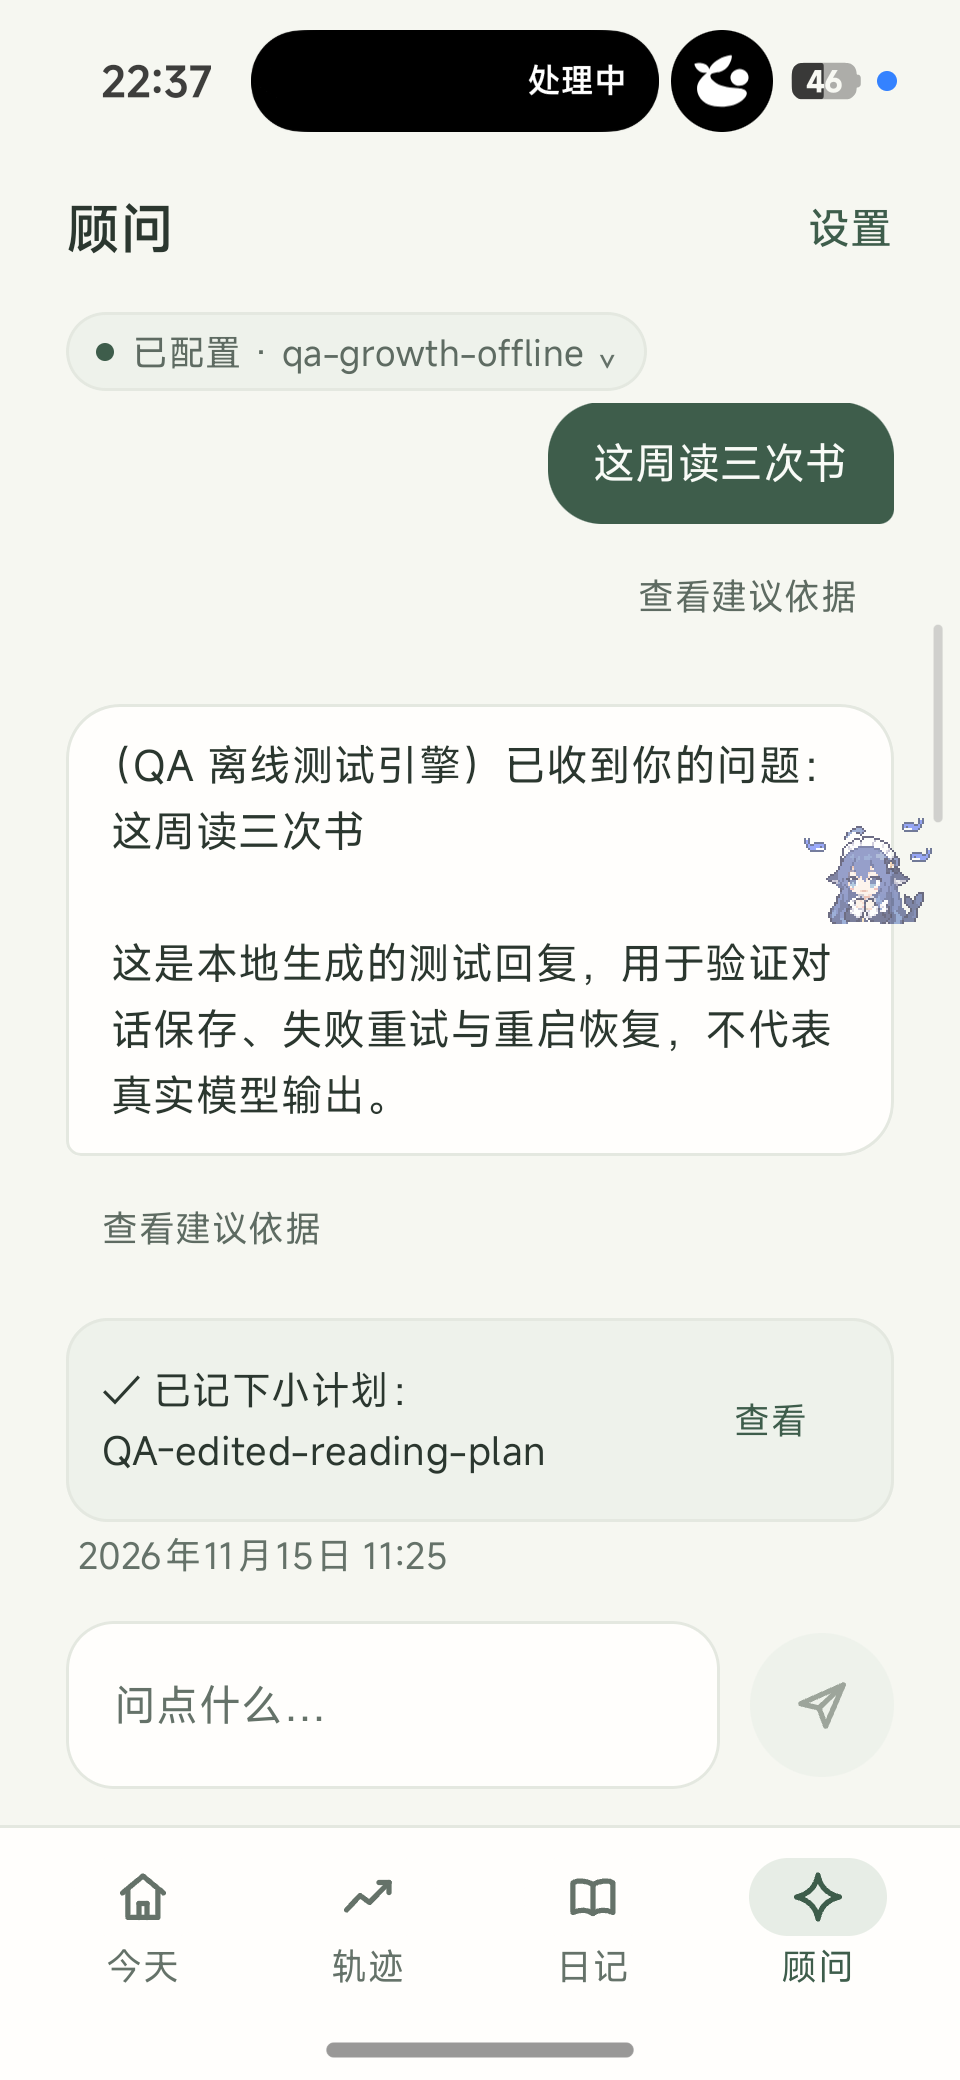 22:37
处理中
46
顾问
设置
已配置 · qa-growth-offline
这周读三次书
查看建议依据
（QA 离线测试引擎）已收到你的问题：
这周读三次书
这是本地生成的测试回复，用于验证对
话保存、失败重试与重启恢复，不代表
真实模型输出。
查看建议依据
✓ 已记下小计划：
QA-edited-reading-plan
查看
2026年11月15日 11:25
问点什么...
今天
轨迹
日记
顾问